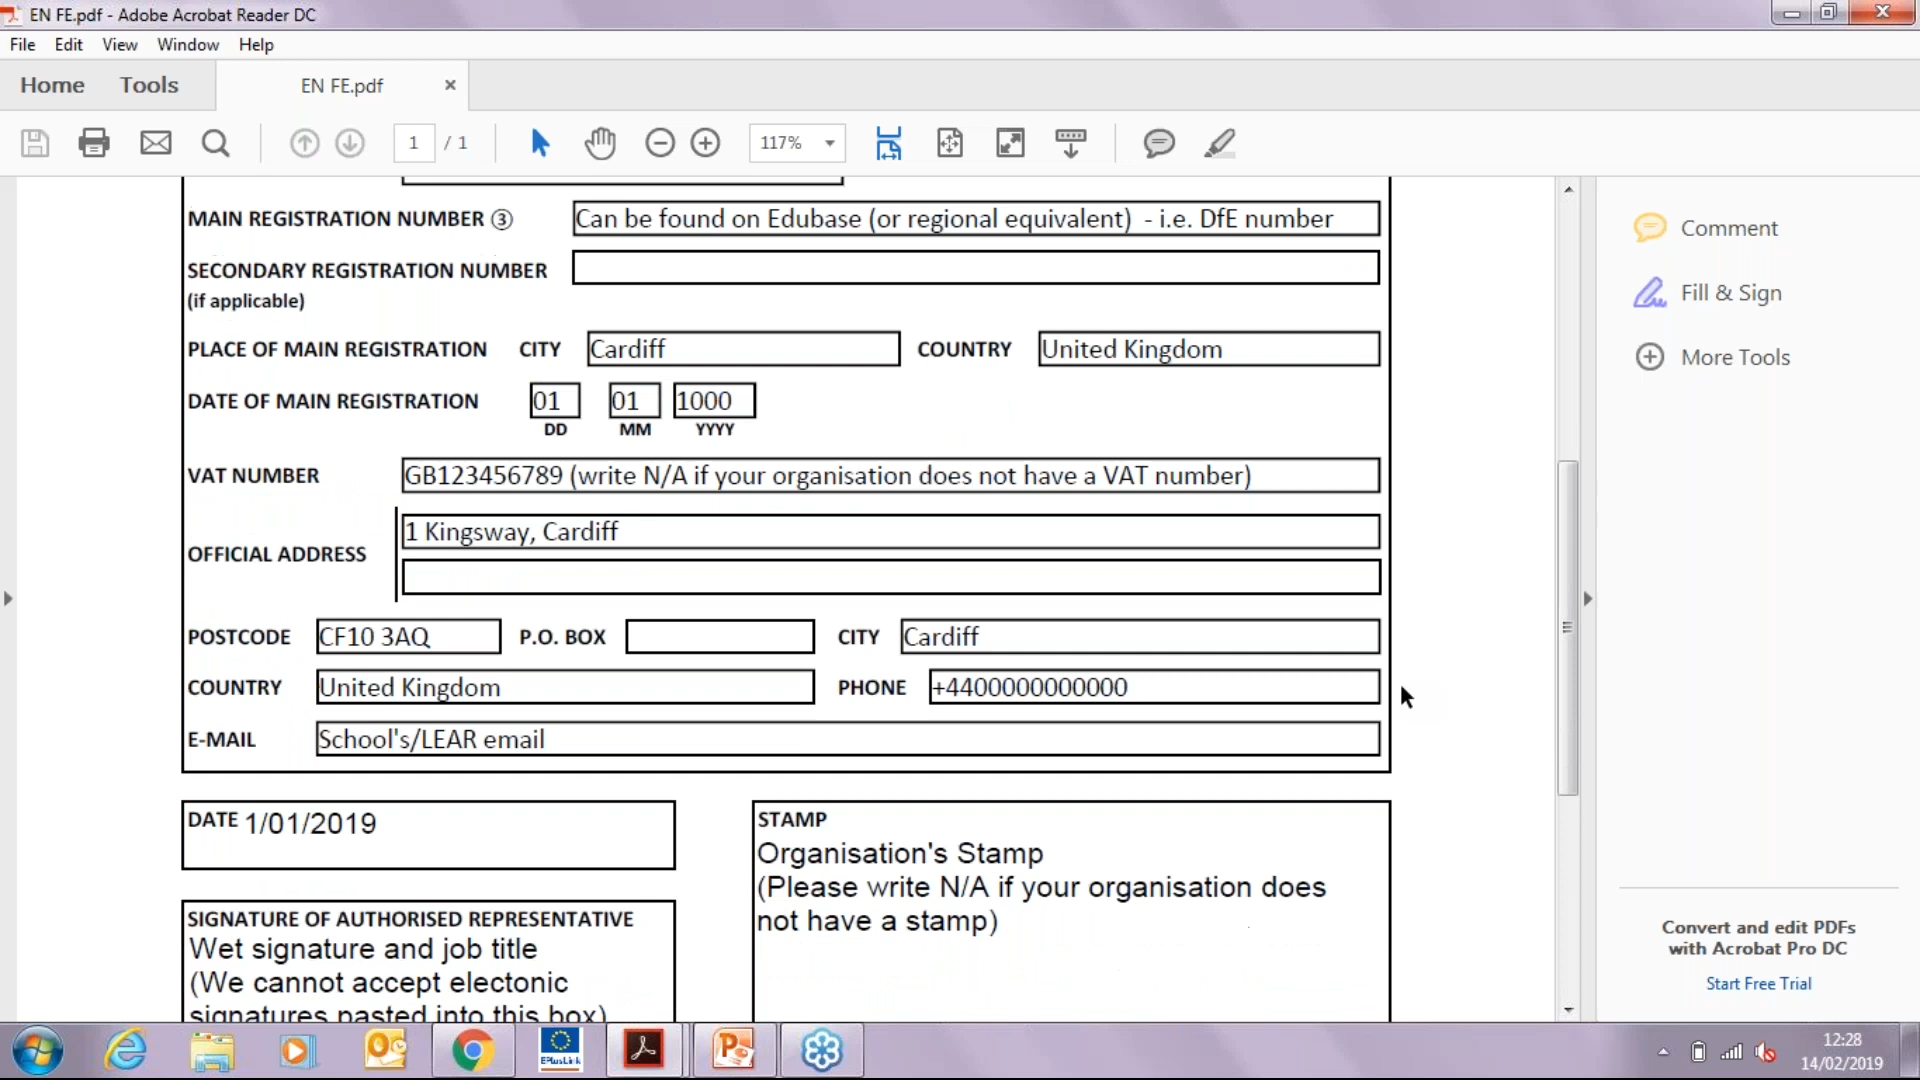 EN FE.pdf - Adobe Acrobat Reader DC
File Edit View Window Help
Home Tools EN FE.pdf
1 / 1 117%
MAIN REGISTRATION NUMBER ③ Can be found on Edubase (or regional equivalent) - i.e. DfE number
SECONDARY REGISTRATION NUMBER
(if applicable)
PLACE OF MAIN REGISTRATION CITY Cardiff COUNTRY United Kingdom
DATE OF MAIN REGISTRATION 01 01 1000
DD MM YYYY
VAT NUMBER GB123456789 (write N/A if your organisation does not have a VAT number)
1 Kingsway, Cardiff
OFFICIAL ADDRESS
POSTCODE CF10 3AQ P.O. BOX CITY Cardiff
COUNTRY United Kingdom PHONE +4400000000000
E-MAIL School's/LEAR email
DATE 1/01/2019
STAMP
Organisation's Stamp
(Please write N/A if your organisation does
not have a stamp)
SIGNATURE OF AUTHORISED REPRESENTATIVE
Wet signature and job title
(We cannot accept electonic
signatures pasted into this box)
Comment
Fill & Sign
More Tools
Convert and edit PDFs
with Acrobat Pro DC
Start Free Trial
EPlusLink
12:28
14/02/2019